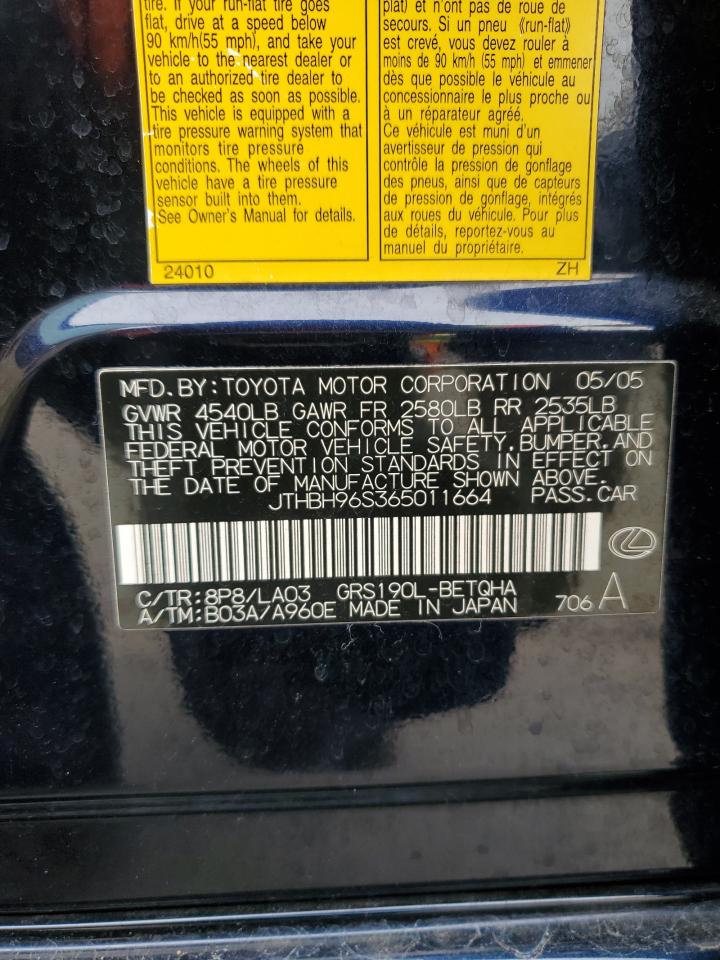 tire. If your run-flat tire goes
flat, drive at a speed below
90 km/h(55 mph), and take your
vehicle to the nearest dealer or
to an authorized tire dealer to
be checked as soon as possible.
This vehicle is equipped with a
tire pressure warning system that
monitors tire pressure
conditions. The wheels of this
vehicle have a tire pressure
sensor built into them.
See Owner's Manual for details.
plat) et n'ont pas de roue de
secours. Si un pneu 《run-flat》
est crevé, vous devez rouler à
moins de 90 km/h (55 mph) et emmener
dès que possible le véhicule au
concessionnaire le plus proche ou
à un réparateur agréé.
Ce véhicule est muni d'un
avertisseur de pression qui
contrôle la pression de gonflage
des pneus, ainsi que de capteurs
de pression de gonflage, intégrés
aux roues du véhicule. Pour plus
de détails, reportez-vous au
manuel du propriétaire.
24010
ZH
MFD.BY:TOYOTA MOTOR CORPORATION 05/05
GVWR 4540LB GAWR FR 2580LB RR 2535LB
THIS VEHICLE CONFORMS TO ALL APPLICABLE
FEDERAL MOTOR VEHICLE SAFETY,BUMPER,AND
THEFT PREVENTION STANDARDS IN EFFECT ON
THE DATE OF MANUFACTURE SHOWN ABOVE.
JTHBH96S365011664 PASS.CAR
C/TR:8P8/LA03 GRS190L-BETQHA
A/TM:B03A/A960E MADE IN JAPAN 706 A